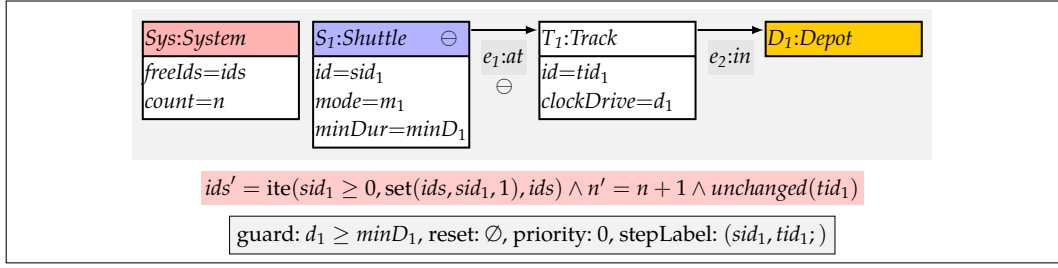 Sys:System
freeIds=ids
count=n
S₁:Shuttle ⊖
id=sid₁
mode=m₁
minDur=minD₁
e₁:at
⊖
T₁:Track
id=tid₁
clockDrive=d₁
e₂:in
D₁:Depot
ids′ = ite(sid₁ ≥ 0, set(ids, sid₁, 1), ids) ∧ n′ = n + 1 ∧ unchanged(tid₁)
guard: d₁ ≥ minD₁, reset: ∅, priority: 0, stepLabel: (sid₁, tid₁; )